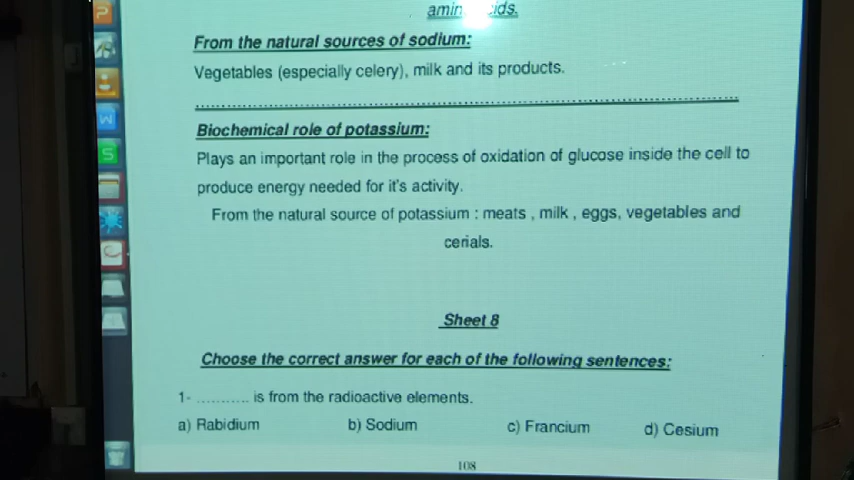 From the natural sources of sodium:
Vegetables (especially celery), milk and its products.
Biochemical role of potassium:
Plays an important role in the process of oxidation of glucose inside the cell to
produce energy needed for it's activity.
From the natural source of potassium : meats , milk , eggs, vegetables and
cerials.
Sheet 8
Choose the correct answer for each of the following sentences:
1- .......... is from the radioactive elements.
a) Rabidium b) Sodium c) Francium d) Cesium
108